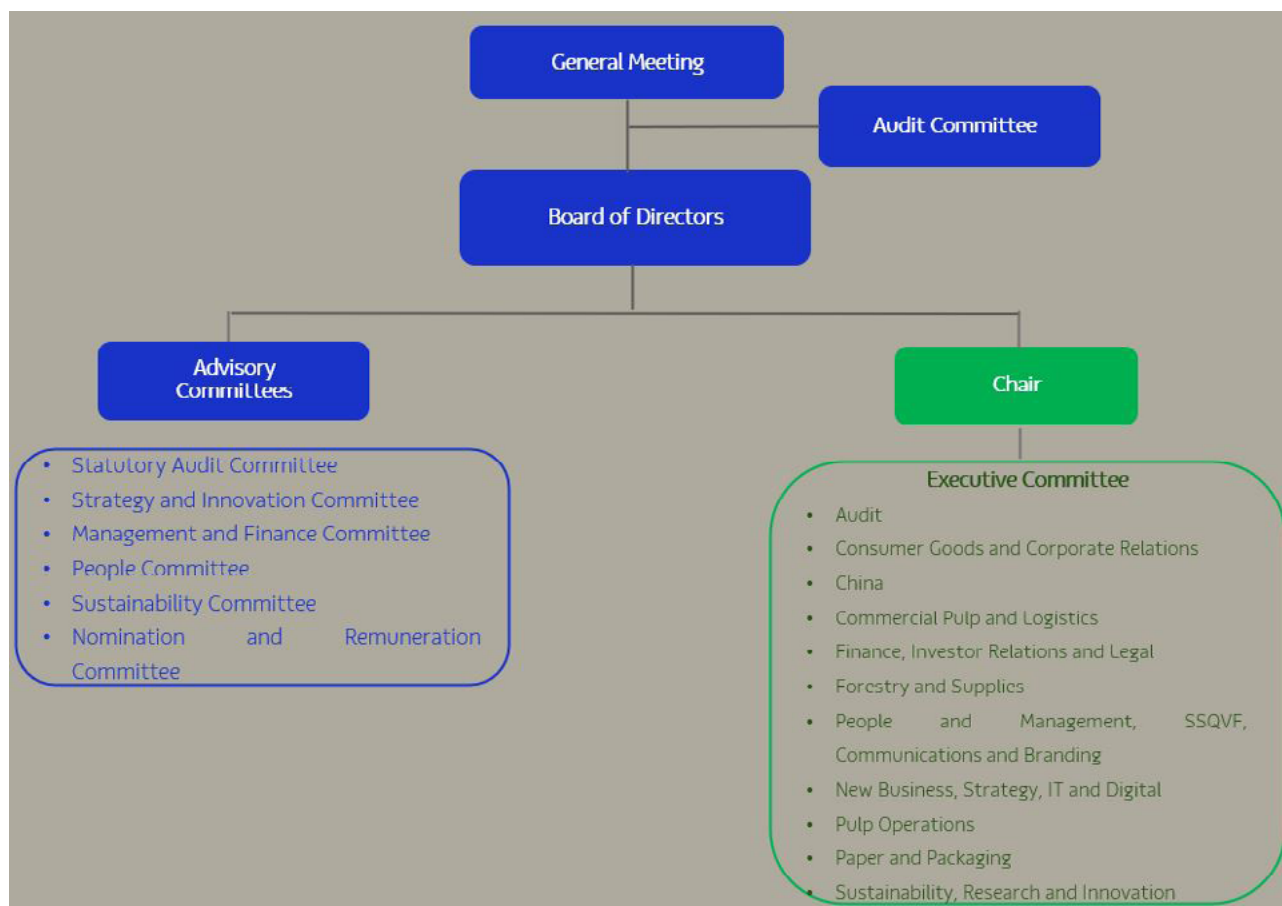 General Meeting
Audit Committee
Board of Directors
Advisory
Committees
Chair
• Statutory Audit Committee
• Strategy and Innovation Committee
• Management and Finance Committee
• People Committee
• Sustainability Committee
• Nomination and Remuneration
Committee
Executive Committee
• Audit
• Consumer Goods and Corporate Relations
• China
• Commercial Pulp and Logistics
• Finance, Investor Relations and Legal
• Forestry and Supplies
• People and Management, SSQVF,
Communications and Branding
• New Business, Strategy, IT and Digital
• Pulp Operations
• Paper and Packaging
• Sustainability, Research and Innovation